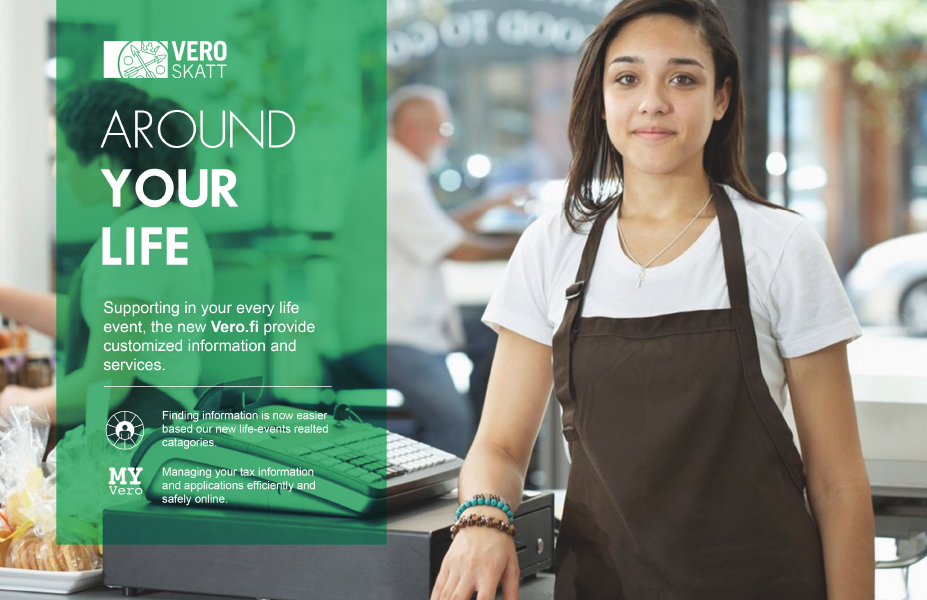 VERO
SKATT
AROUND
YOUR
LIFE
Supporting in your every life
event, the new Vero.fi provide
customized information and
services.
Finding information is now easier
based our new life-events realted
catagories.
MY
Vero
Managing your tax information
and applications efficiently and
safely online.